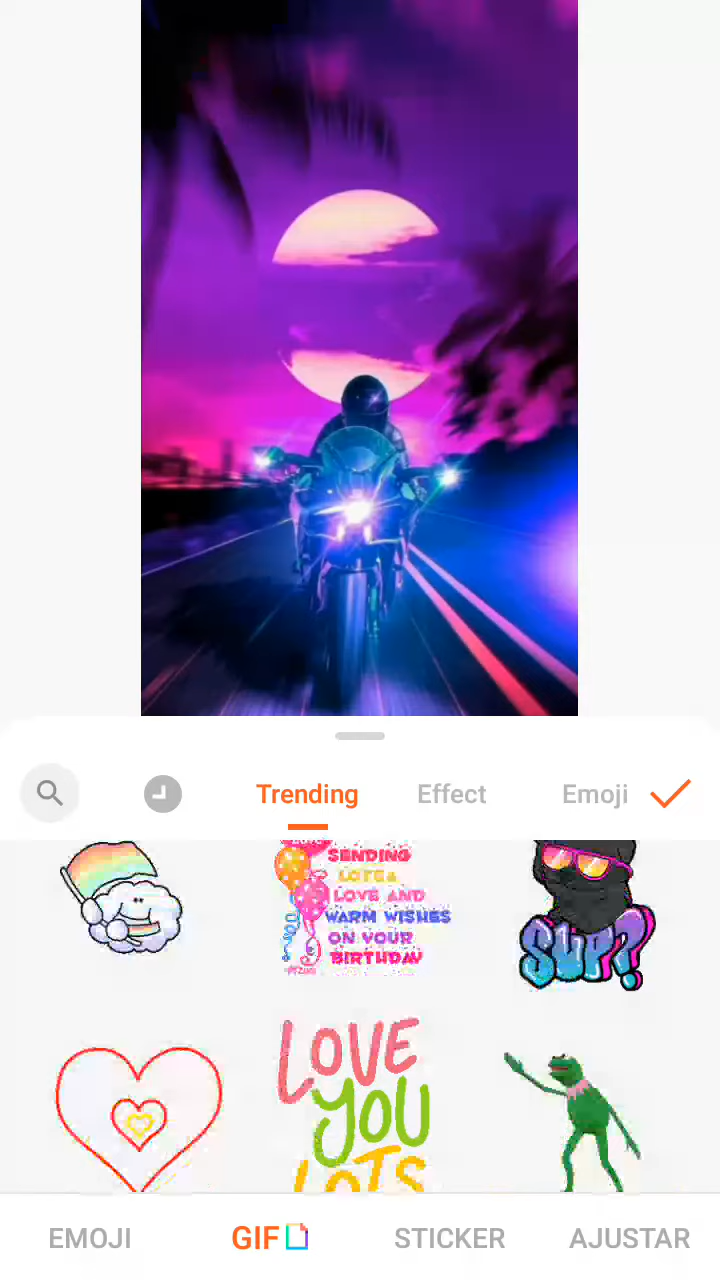 Trending
Effect
Emoji
SENDING
LOTS
LOVE AND
WARM WISHES
ON YOUR
BIRTHDAY
SUP?
LOVE
YOU
LOTS
EMOJI
GIF
STICKER
AJUSTAR